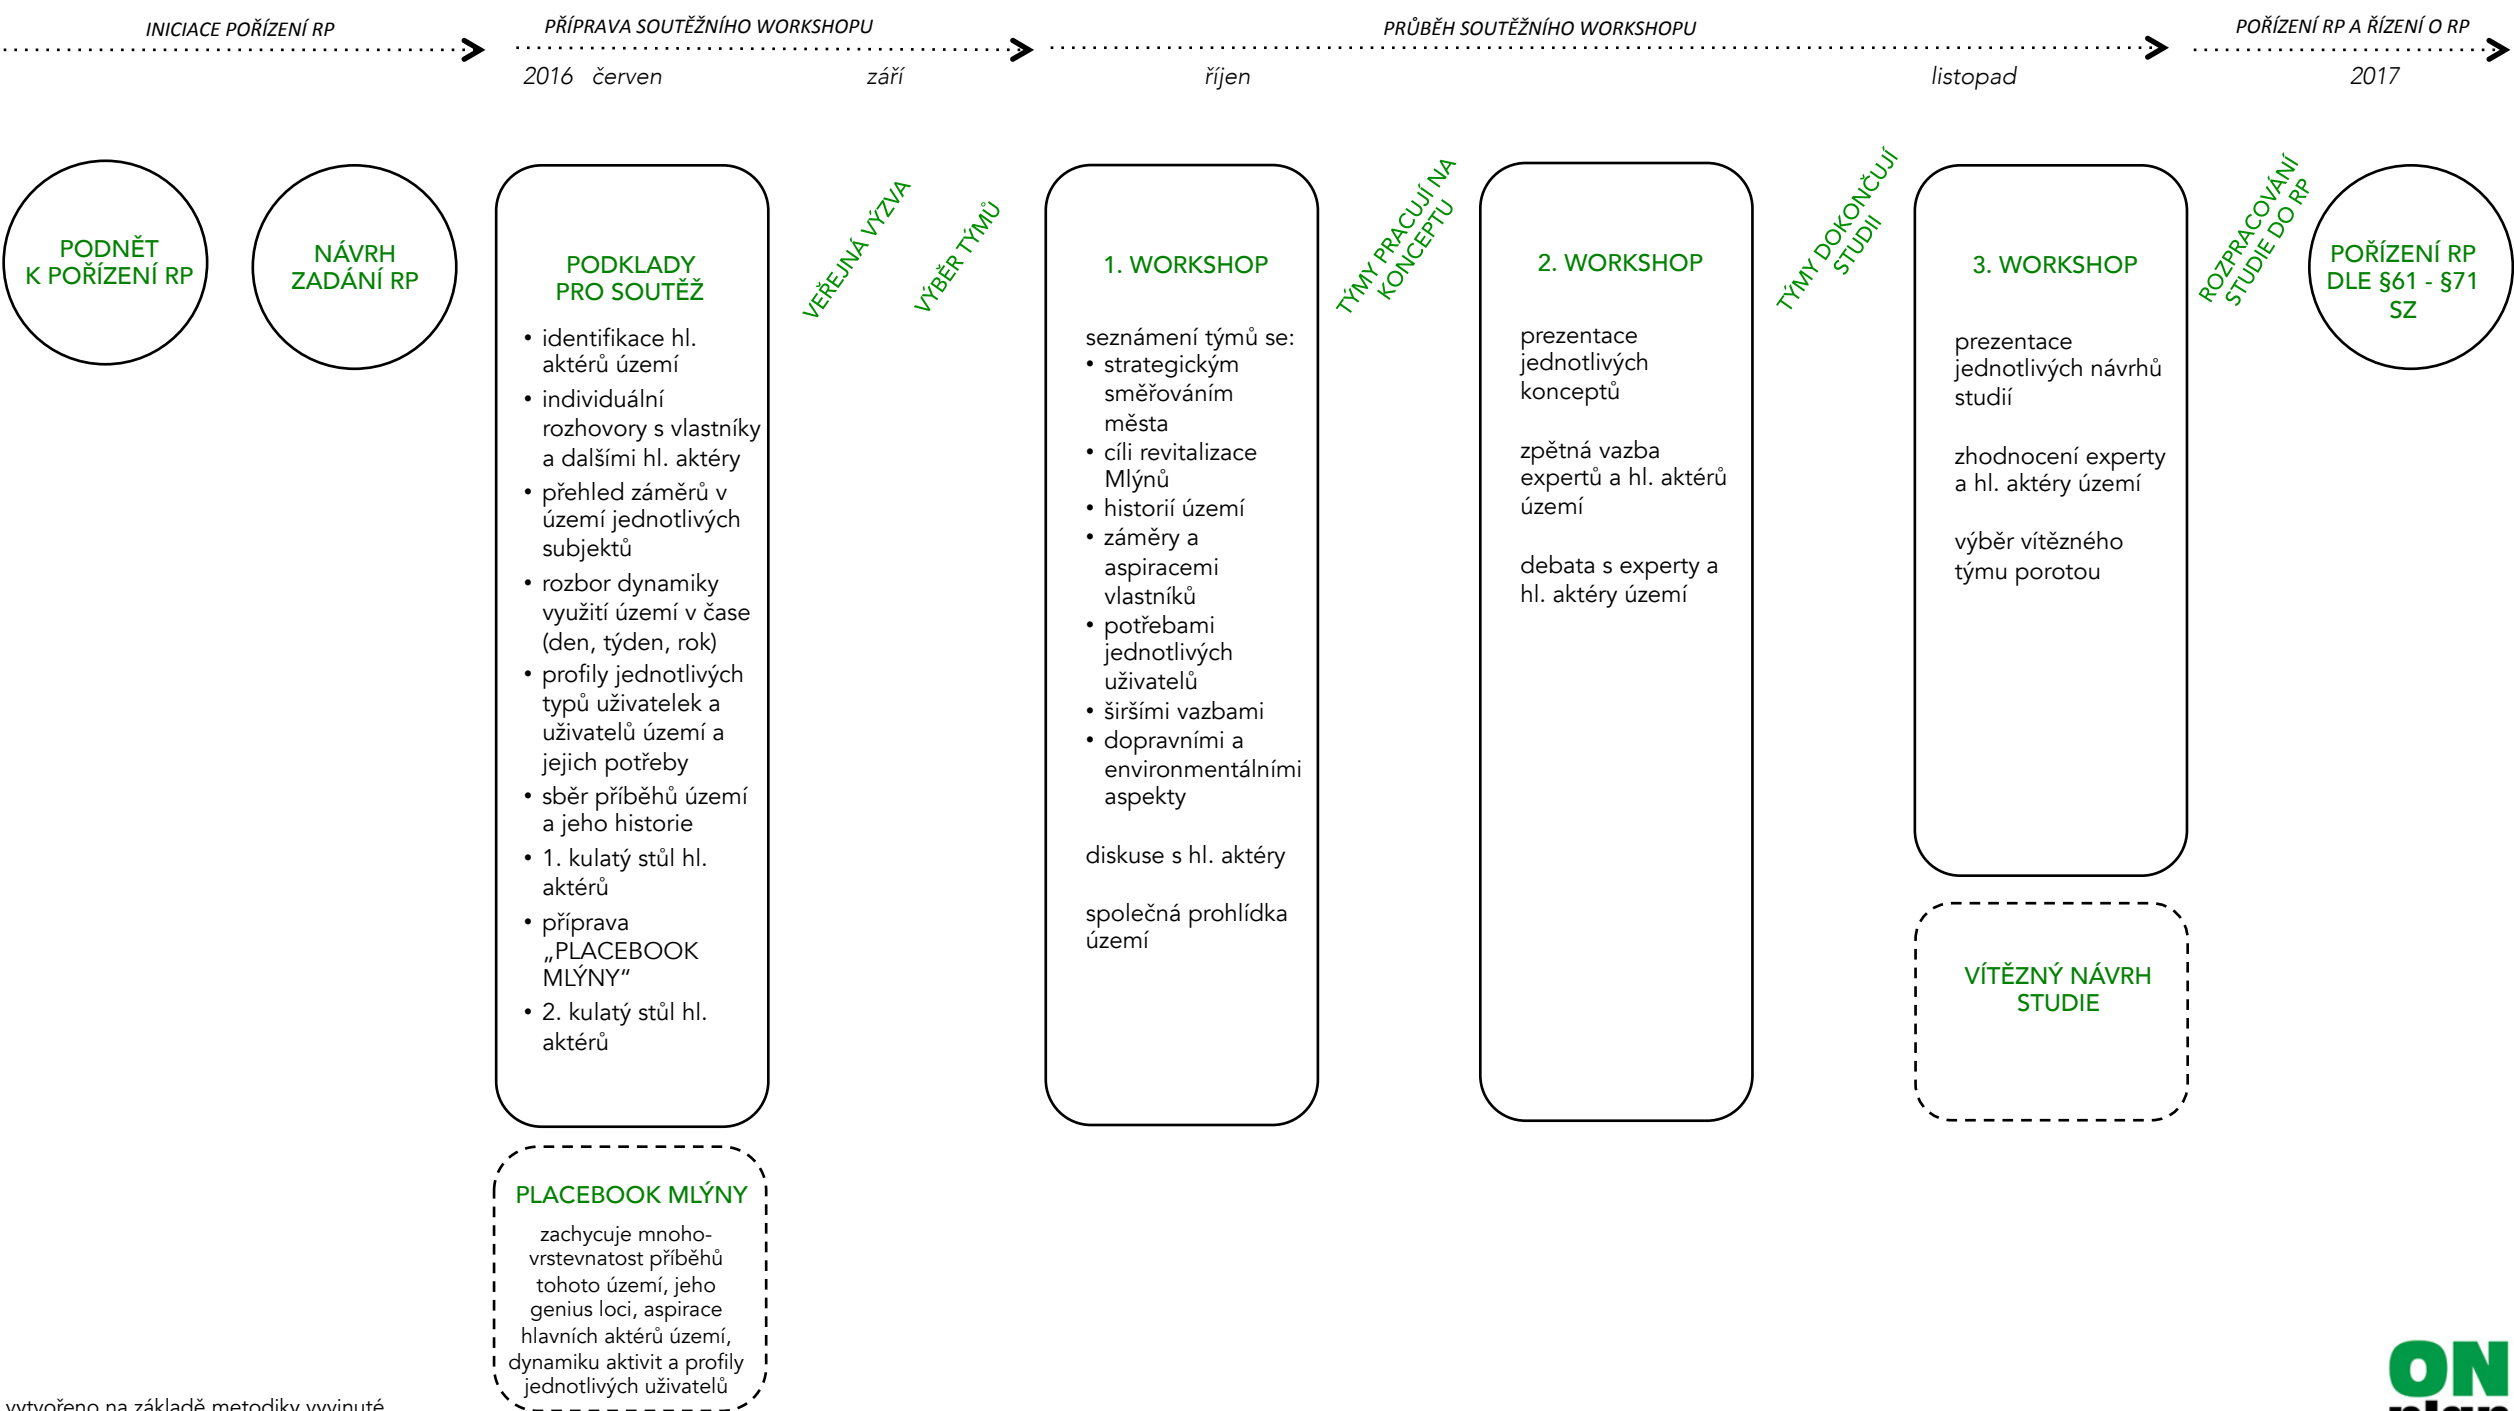 INICIACE POŘÍZENÍ RP
PŘÍPRAVA SOUTĚŽNÍHO WORKSHOPU
PRŮBĚH SOUTĚŽNÍHO WORKSHOPU
POŘÍZENÍ RP A ŘÍZENÍ O RP
2016 červen
září
říjen
listopad
2017
PODNĚT
K POŘÍZENÍ RP
NÁVRH
ZADÁNÍ RP
PODKLADY
PRO SOUTĚŽ
• identifikace hl.
aktérů území
• individuální
rozhovory s vlastníky
a dalšími hl. aktéry
• přehled záměrů v
území jednotlivých
subjektů
• rozbor dynamiky
využití území v čase
(den, týden, rok)
• profily jednotlivých
typů uživatelek a
uživatelů území a
jejich potřeby
• sběr příběhů území
a jeho historie
• 1. kulatý stůl hl.
aktérů
• příprava
„PLACEBOOK
MLÝNY“
• 2. kulatý stůl hl.
aktérů
PLACEBOOK MLÝNY
zachycuje mnoho-
vrstevnatost příběhů
tohoto území, jeho
genius loci, aspirace
hlavních aktérů území,
dynamiku aktivit a profily
jednotlivých uživatelů
VEŘEJNÁ VÝZVA
VÝBĚR TÝMŮ
1. WORKSHOP
seznámení týmů se:
• strategickým
směřováním
města
• cíli revitalizace
Mlýnů
• historií území
• záměry a
aspiracemi
vlastníků
• potřebami
jednotlivých
uživatelů
• širšími vazbami
• dopravními a
environmentálními
aspekty
diskuse s hl. aktéry
společná prohlídka
území
TÝMY PRACUJÍ NA
KONCEPTU
2. WORKSHOP
prezentace
jednotlivých
konceptů
zpětná vazba
expertů a hl. aktérů
území
debata s experty a
hl. aktéry území
TÝMY DOKONČUJÍ
STUDII
3. WORKSHOP
prezentace
jednotlivých návrhů
studií
zhodnocení experty
a hl. aktéry území
výběr vítězného
týmu porotou
VÍTĚZNÝ NÁVRH
STUDIE
ROZPRACOVÁNÍ
STUDIE DO RP
POŘÍZENÍ RP
DLE §61 - §71
SZ
vytvořeno na základě metodiky vyvinuté
ON
plan